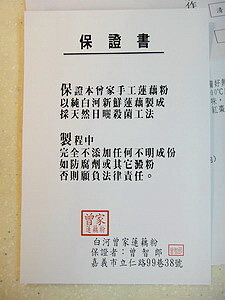 保證書
保證本曾家手工蓮藕粉
以純白河新鮮蓮藕製成
採天然日曬殺菌工法
製程中
完全不添加任何不明成份
如防腐劑或其它澱粉
否則願負法律責任。
曾家
蓮藕粉
白河曾家蓮藕粉
保證者：曾智郎
嘉義市立仁路99巷38號
作